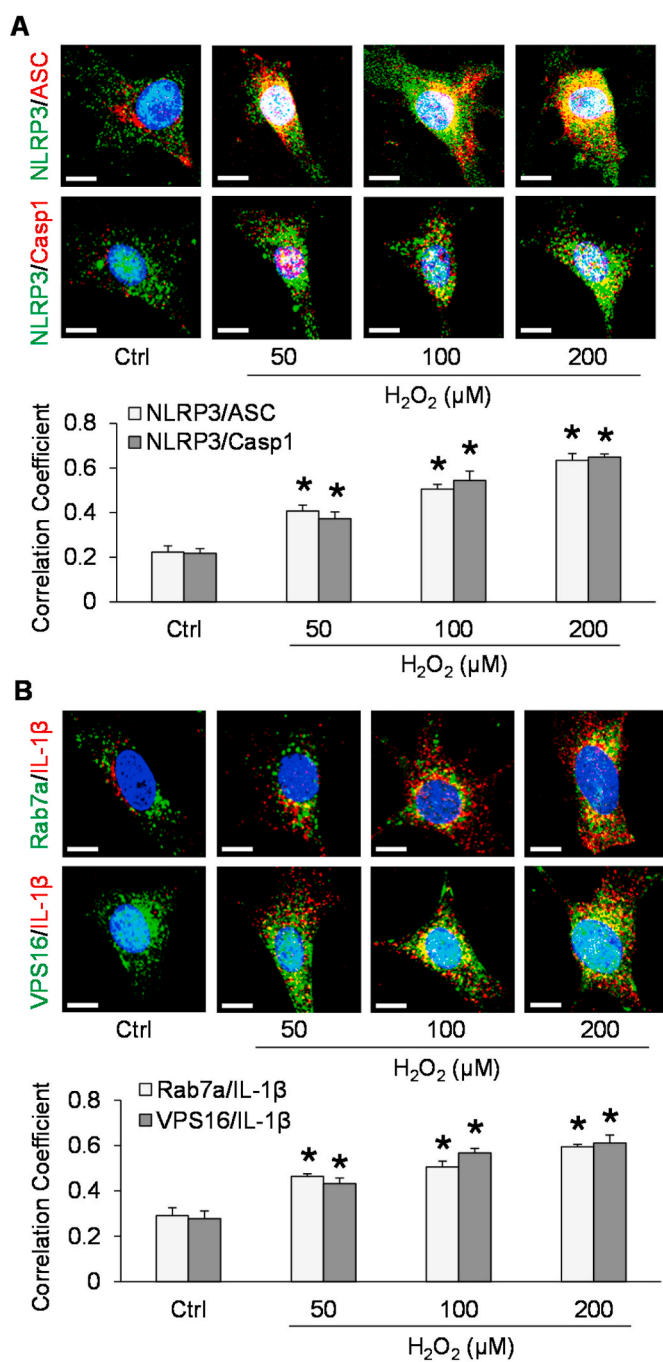 A
NLRP3/ASC
NLRP3/Casp1
Ctrl 50 100 200
H₂O₂ (µM)
Correlation Coefficient
0.8
0.6
0.4
0.2
0
NLRP3/ASC
NLRP3/Casp1
* * * * * *
Ctrl 50 100 200
H₂O₂ (µM)
B
Rab7a/IL-1β
VPS16/IL-1β
Ctrl 50 100 200
H₂O₂ (µM)
Correlation Coefficient
0.8
0.6
0.4
0.2
0
Rab7a/IL-1β
VPS16/IL-1β
* * * * * *
Ctrl 50 100 200
H₂O₂ (µM)